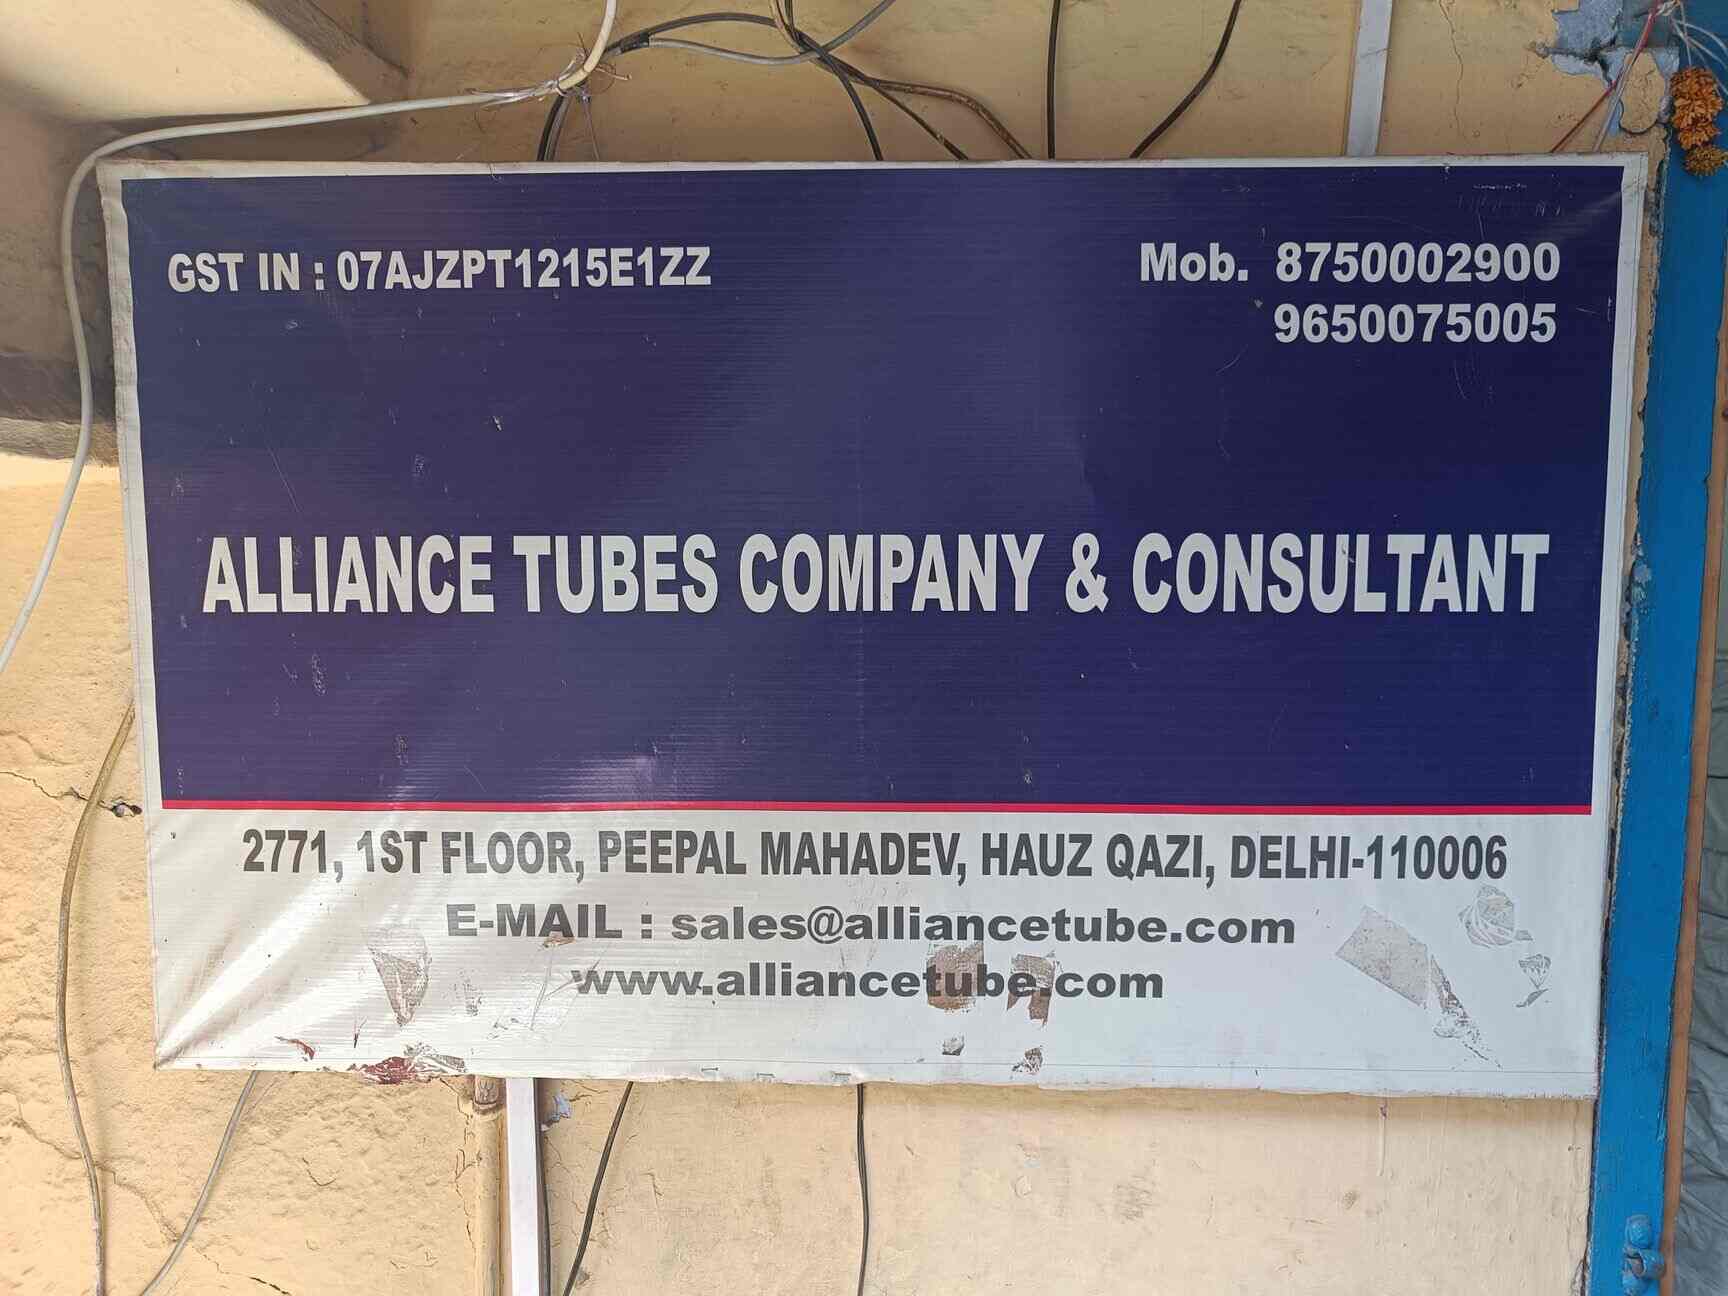 GST IN : 07AJZPT1215E1ZZ
Mob. 8750002900
9650075005
ALLIANCE TUBES COMPANY & CONSULTANT
2771, 1ST FLOOR, PEEPAL MAHADEV, HAUZ QAZI, DELHI-110006
E-MAIL : sales@alliancetube.com
www.alliancetube.com